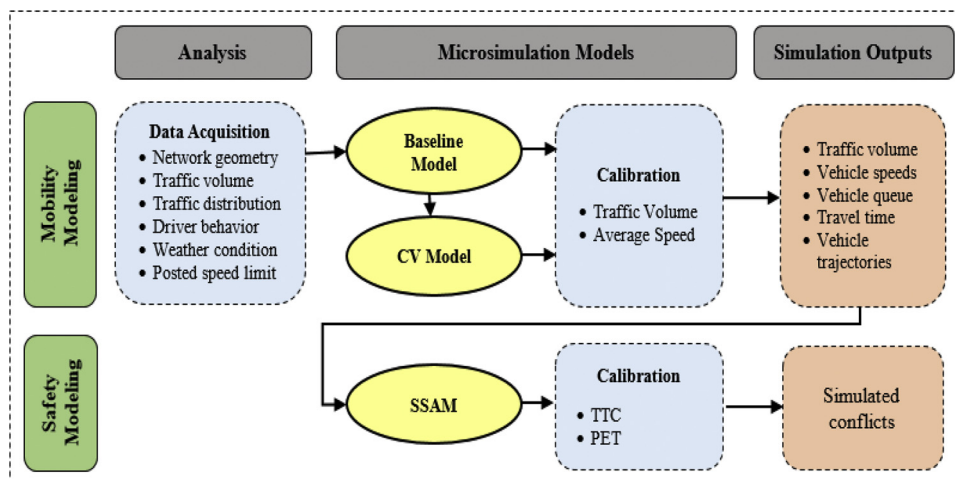 Analysis
Microsimulation Models
Simulation Outputs
Mobility
Modeling
Data Acquisition
• Network geometry
• Traffic volume
• Traffic distribution
• Driver behavior
• Weather condition
• Posted speed limit
Baseline
Model
CV Model
Calibration
• Traffic Volume
• Average Speed
• Traffic volume
• Vehicle speeds
• Vehicle queue
• Travel time
• Vehicle
trajectories
Safety
Modeling
SSAM
Calibration
• TTC
• PET
Simulated
conflicts